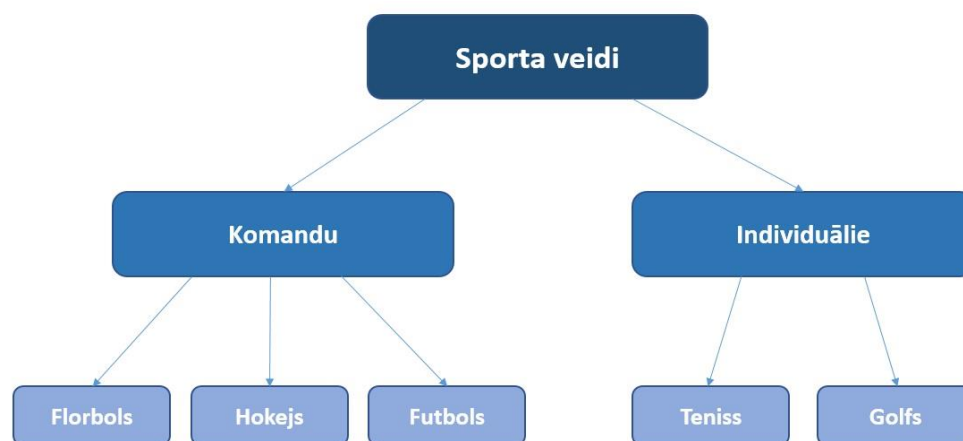 Sporta veidi
Komandu
Individuālie
Florbols
Hokejs
Futbols
Teniss
Golfs